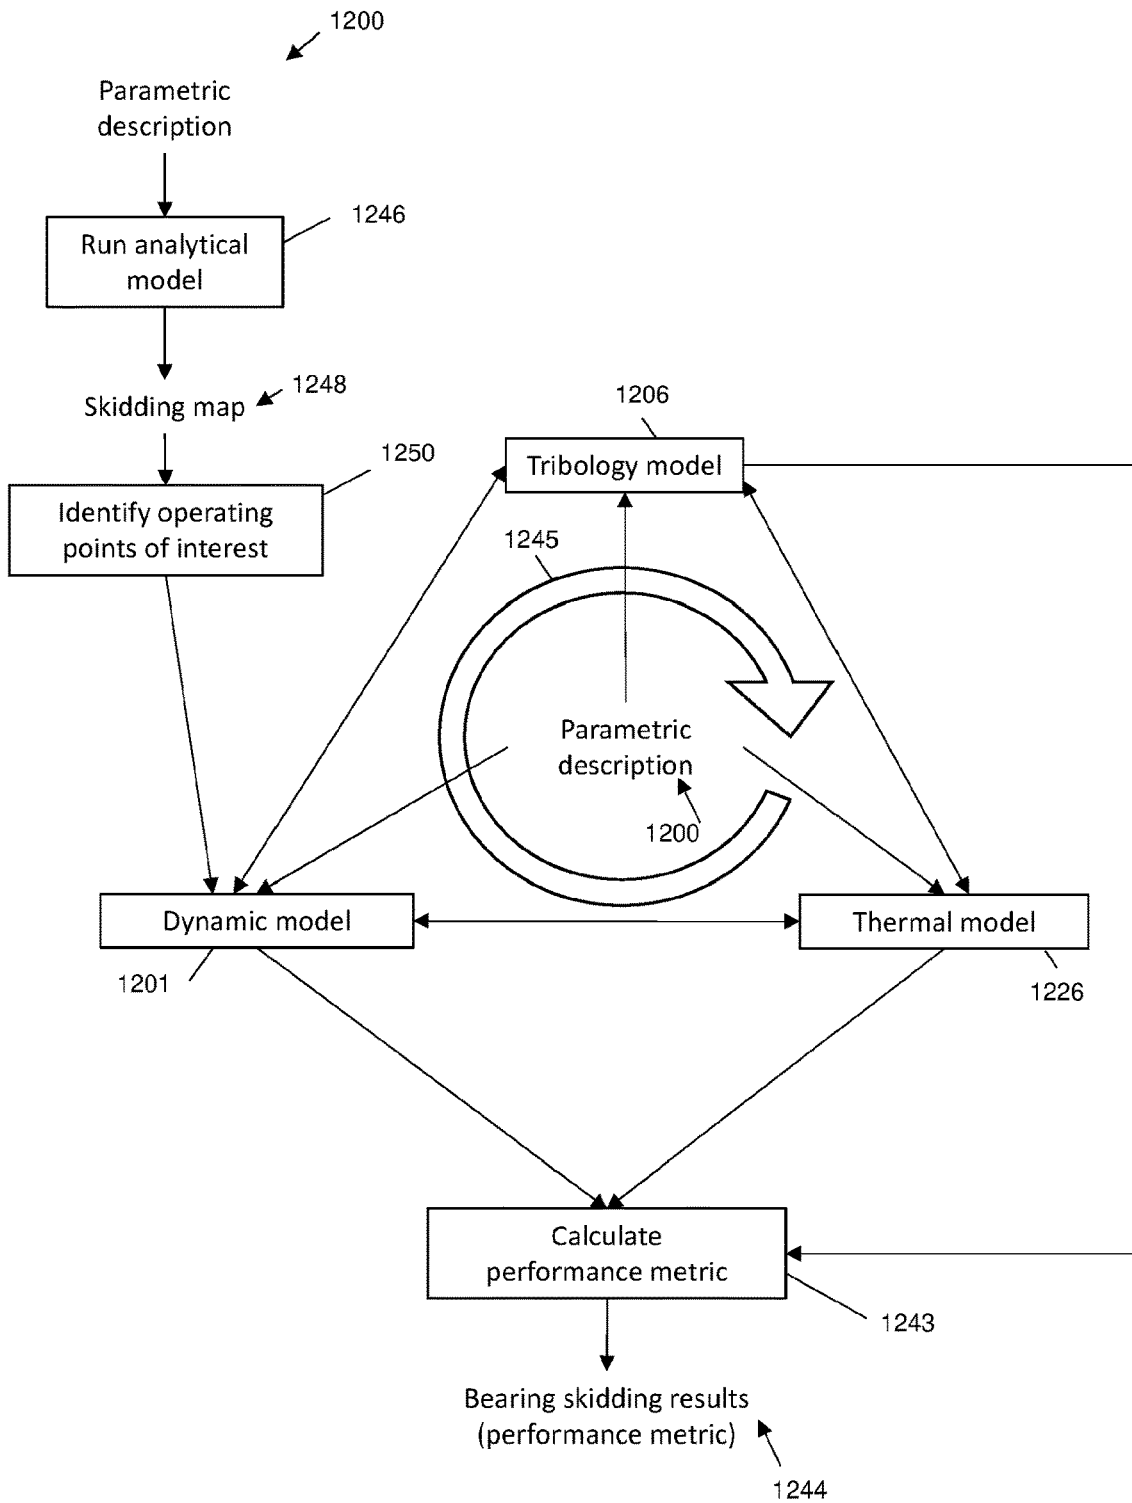 1200
Parametric
description
1246
Run analytical
model
1248
Skidding map
1206
1250
Tribology model
Identify operating
points of interest
1245
Parametric
description
1200
Dynamic model
Thermal model
1201
1226
Calculate
performance metric
1243
Bearing skidding results
(performance metric)
1244